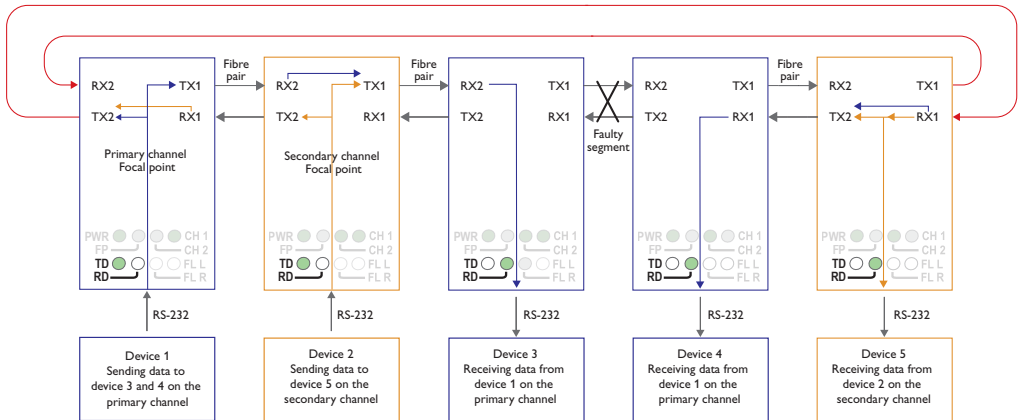 Fibre pair
Fibre pair
Fibre pair
RX2 TX1
TX2 RX1
Primary channel
Focal point
RX2 TX1
TX2 RX1
Secondary channel
Focal point
RX2 TX1
TX2 RX1
Faulty
segment
RX2 TX1
TX2 RX1
RX2 TX1
TX2 RX1
PWR CH 1
FP CH 2
TD FL L
RD FL R
PWR CH 1
FP CH 2
TD FL L
RD FL R
PWR CH 1
FP CH 2
TD FL L
RD FL R
PWR CH 1
FP CH 2
TD FL L
RD FL R
PWR CH 1
FP CH 2
TD FL L
RD FL R
RS-232
RS-232
RS-232
RS-232
RS-232
Device 1
Sending data to
device 3 and 4 on the
primary channel
Device 2
Sending data to
device 5 on the
secondary channel
Device 3
Receiving data from
device 1 on the
primary channel
Device 4
Receiving data from
device 1 on the
primary channel
Device 5
Receiving data from
device 2 on the
secondary channel